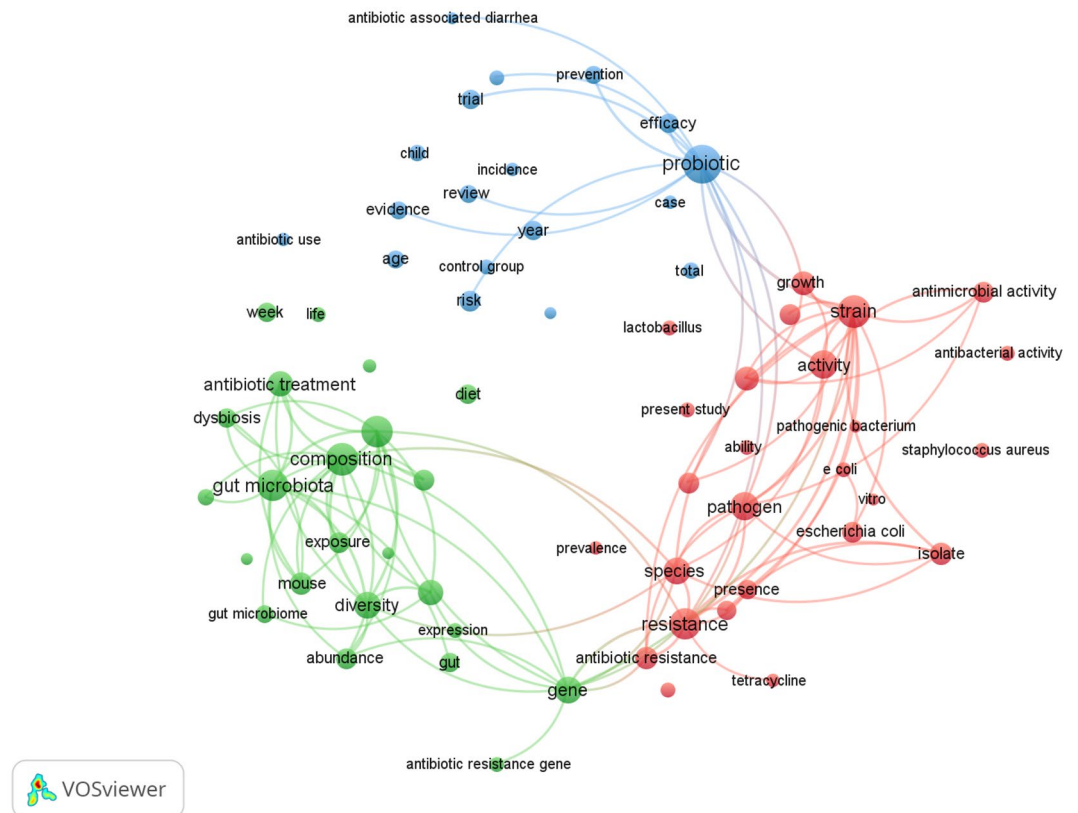 antibiotic associated diarrhea
prevention
trial
efficacy
child
probiotic
incidence
review
evidence
case
year
antibiotic use
age
control group
total
risk
growth
antimicrobial activity
week
life
strain
lactobacillus
antibacterial activity
activity
antibiotic treatment
diet
dysbiosis
present study
pathogenic bacterium
composition
ability
staphylococcus aureus
gut microbiota
e coli
vitro
pathogen
exposure
escherichia coli
prevalence
isolate
mouse
species
presence
diversity
gut microbiome
expression
resistance
abundance
gut
antibiotic resistance
tetracycline
gene
antibiotic resistance gene
VOSviewer